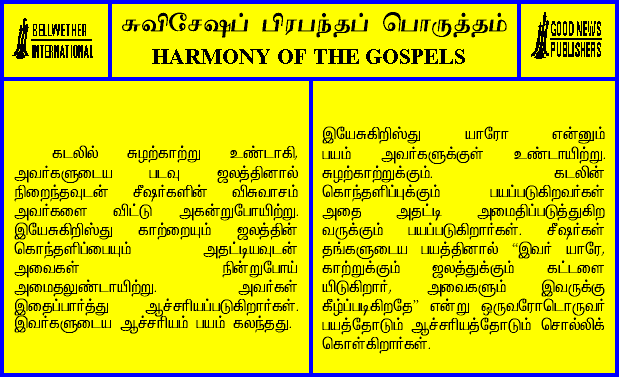 BELLWETHER
INTERNATIONAL
சுவிசேஷப் பிரபந்தப் பொருத்தம்
HARMONY OF THE GOSPELS
GOOD NEWS
PUBLISHERS
கடலில் சுழற்காற்று உண்டாகி,
அவர்களுடைய படவு ஜலத்தினால்
நிறைந்தவுடன் சீஷர்களின் விசுவாசம்
அவர்களை விட்டு அகன்றுபோயிற்று.
இயேசுகிறிஸ்து காற்றையும் ஜலத்தின்
கொந்தளிப்பையும் அதட்டியவுடன்
அவைகள் நின்றுபோய்
அமைதலுண்டாயிற்று. அவர்கள்
இதைப்பார்த்து ஆச்சரியப்படுகிறார்கள்.
இவர்களுடைய ஆச்சரியம் பயம் கலந்தது.
இயேசுகிறிஸ்து யாரோ என்னும்
பயம் அவர்களுக்குள் உண்டாயிற்று.
சுழற்காற்றுக்கும். கடலின்
கொந்தளிப்புக்கும் பயப்படுகிறவர்கள்
அதை அதட்டி அமைதிப்படுத்துகிற
வருக்கும் பயப்படுகிறார்கள். சீஷர்கள்
தங்களுடைய பயத்தினால் “இவர் யாரே,
காற்றுக்கும் ஜலத்துக்கும் கட்டளை
யிடுகிறார், அவைகளும் இவருக்கு
கீழ்ப்படிகிறதே” என்று ஒருவரோடொருவர்
பயத்தோடும் ஆச்சரியத்தோடும் சொல்லிக்
கொள்கிறார்கள்.